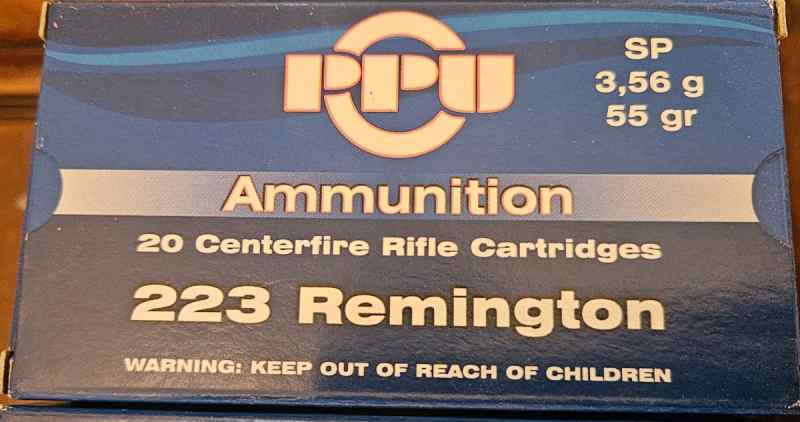 PPU
SP
3,56 g
55 gr
Ammunition
20 Centerfire Rifle Cartridges
223 Remington
WARNING: KEEP OUT OF REACH OF CHILDREN